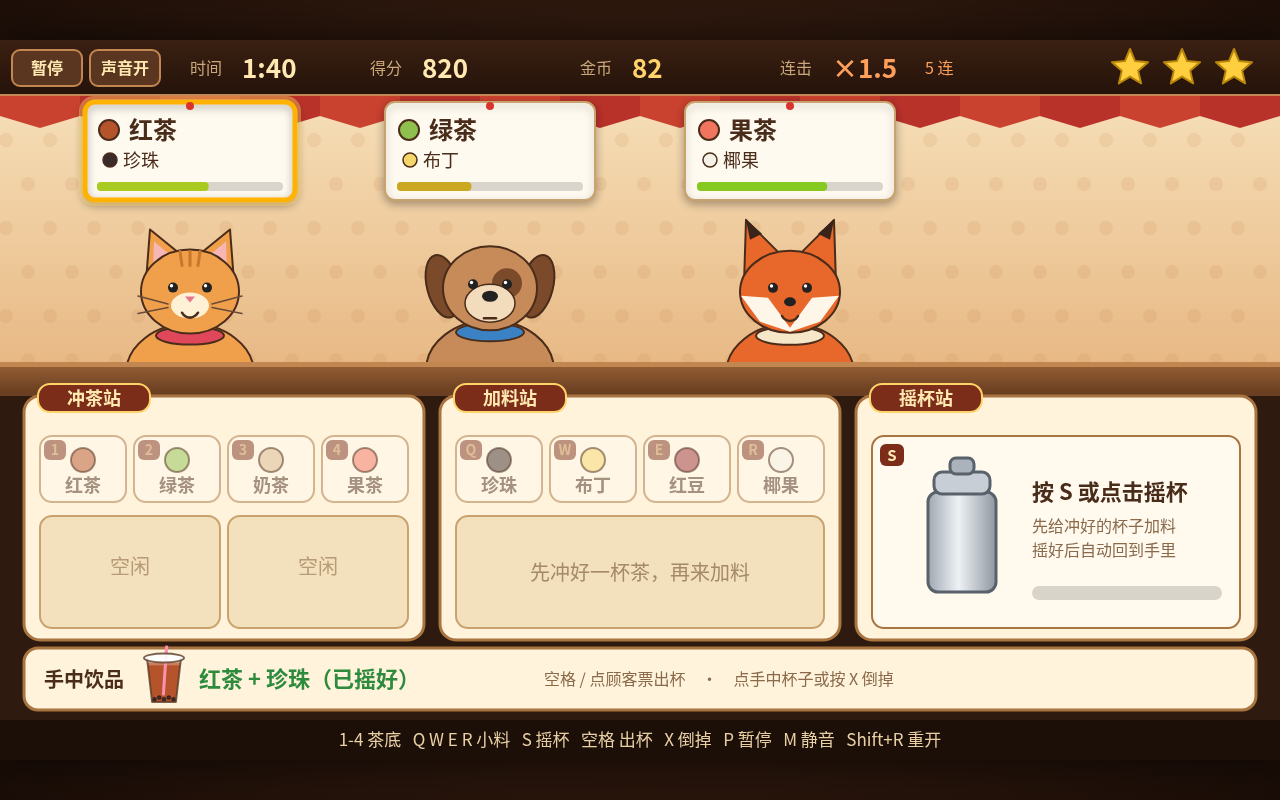 暂停 声音开 时间 1:40 得分 820 金币 82 连击 ×1.5 5 连
红茶
珍珠
绿茶
布丁
果茶
椰果
冲茶站
1 红茶
2 绿茶
3 奶茶
4 果茶
空闲
空闲
加料站
Q 珍珠
W 布丁
E 红豆
R 椰果
先冲好一杯茶，再来加料
摇杯站
S
按 S 或点击摇杯
先给冲好的杯子加料
摇好后自动回到手里
手中饮品 红茶 + 珍珠（已摇好） 空格 / 点顾客票出杯 · 点手中杯子或按 X 倒掉
1-4 茶底 Q W E R 小料 S 摇杯 空格 出杯 X 倒掉 P 暂停 M 静音 Shift+R 重开